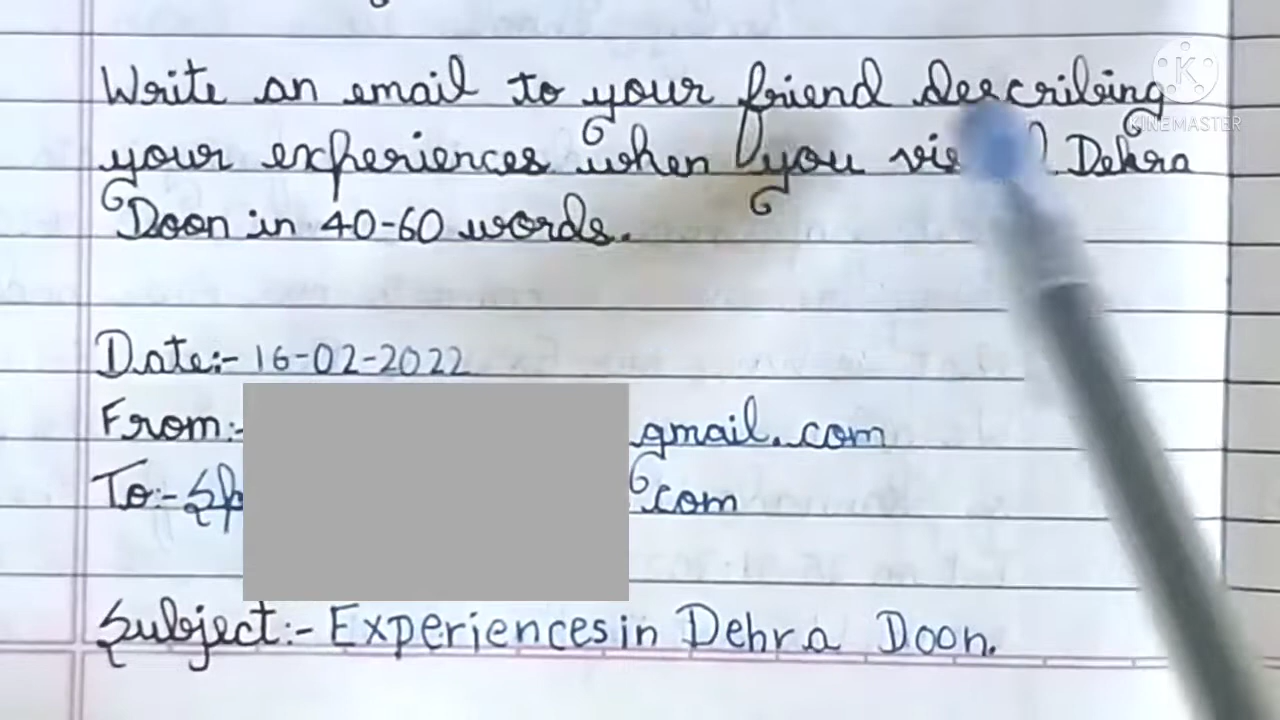 Write an email to your friend describing
your experiences when you Dehra
Doon in 40-60 words.
Date:- 16-02-2022
From:- gmail.com
To:- com
Subject:- Experiences in Dehra Doon.
K
KINEMASTER